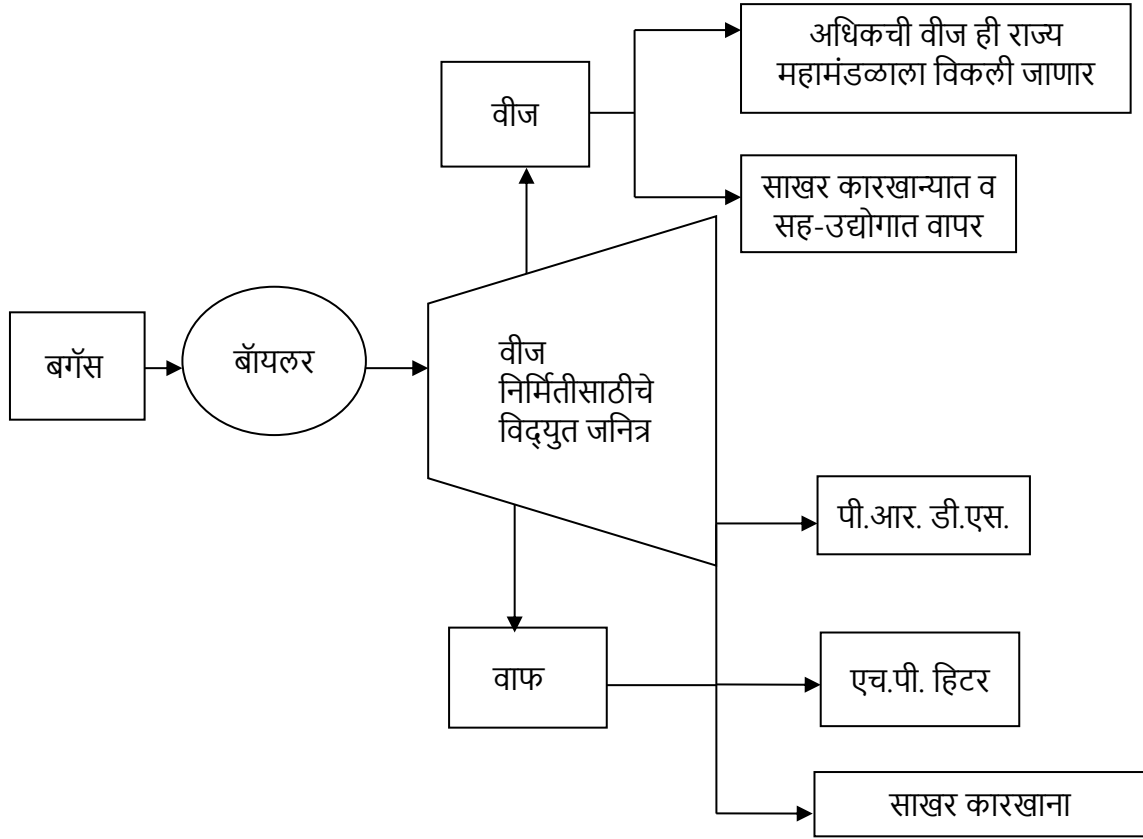 अधिकची वीज ही राज्य
महामंडळाला विकली जाणार
वीज
साखर कारखान्यात व
सह-उद्योगात वापर
बगॅस
बॉयलर
वीज
निर्मितीसाठीचे
विद्‌युत जनित्र
पी.आर. डी.एस.
वाफ
एच.पी. हिटर
साखर कारखाना